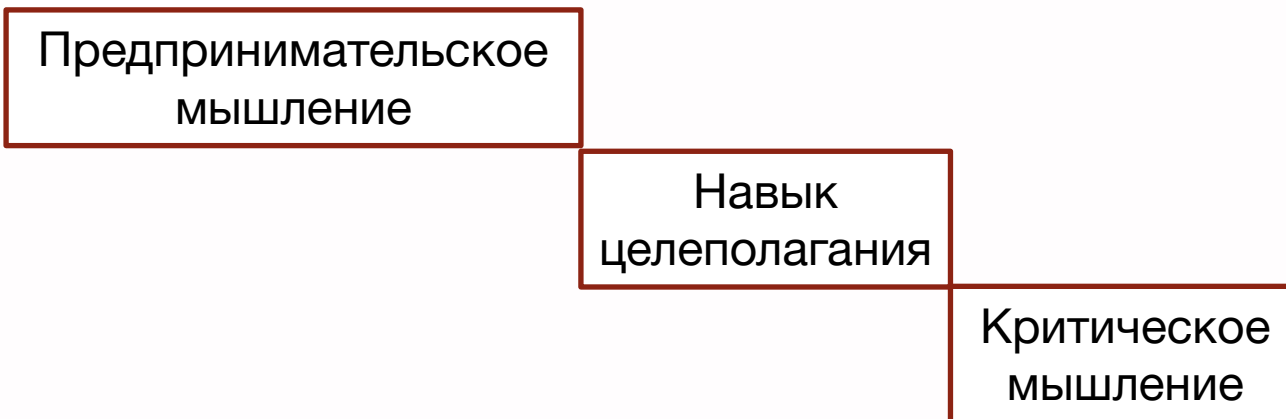 Предпринимательское
мышление
Навык
целеполагания
Критическое
мышление